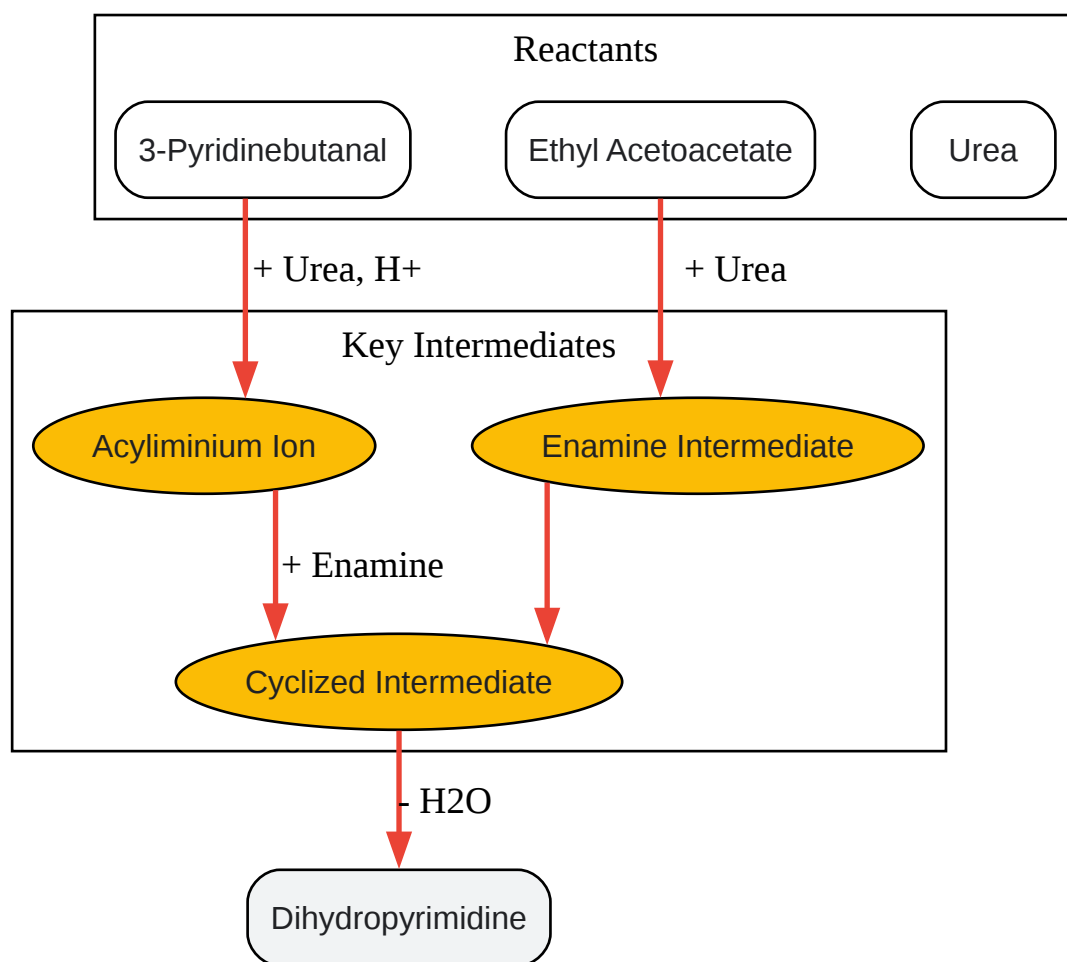 Reactants
3-Pyridinebutanal
Ethyl Acetoacetate
Urea
+ Urea, H+
+ Urea
Key Intermediates
Acyliminium Ion
Enamine Intermediate
+ Enamine
Cyclized Intermediate
- H2O
Dihydropyrimidine